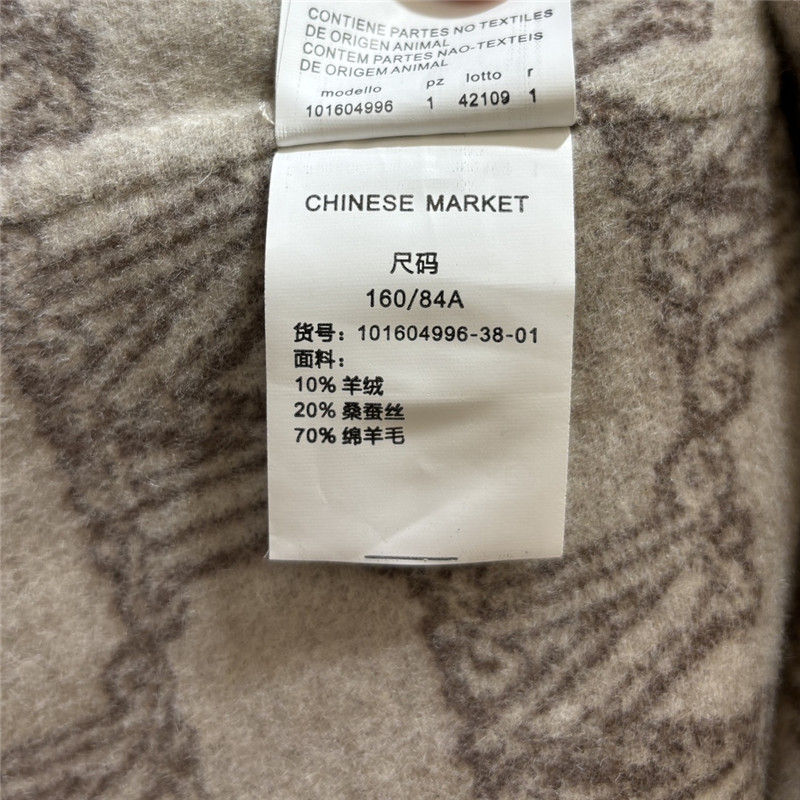 CONTIENE PARTES NO TEXTILES
DE ORIGEN ANIMAL
CONTEM PARTES NAO-TEXTEIS
DE ORIGEM ANIMAL
modello pz lotto r
101604996 1 42109 1
CHINESE MARKET
尺码
160/84A
货号：101604996-38-01
面料：
10% 羊绒
20% 桑蚕丝
70% 绵羊毛